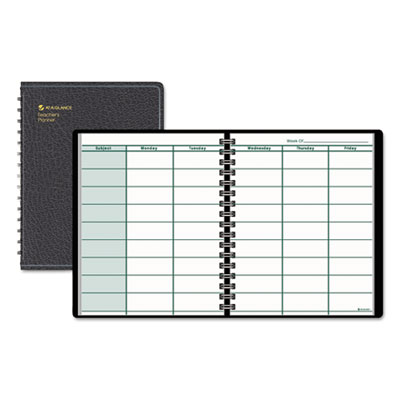 AT-A-GLANCE
Teacher's
Planner
Week Of
Subject Monday Tuesday Wednesday Thursday Friday